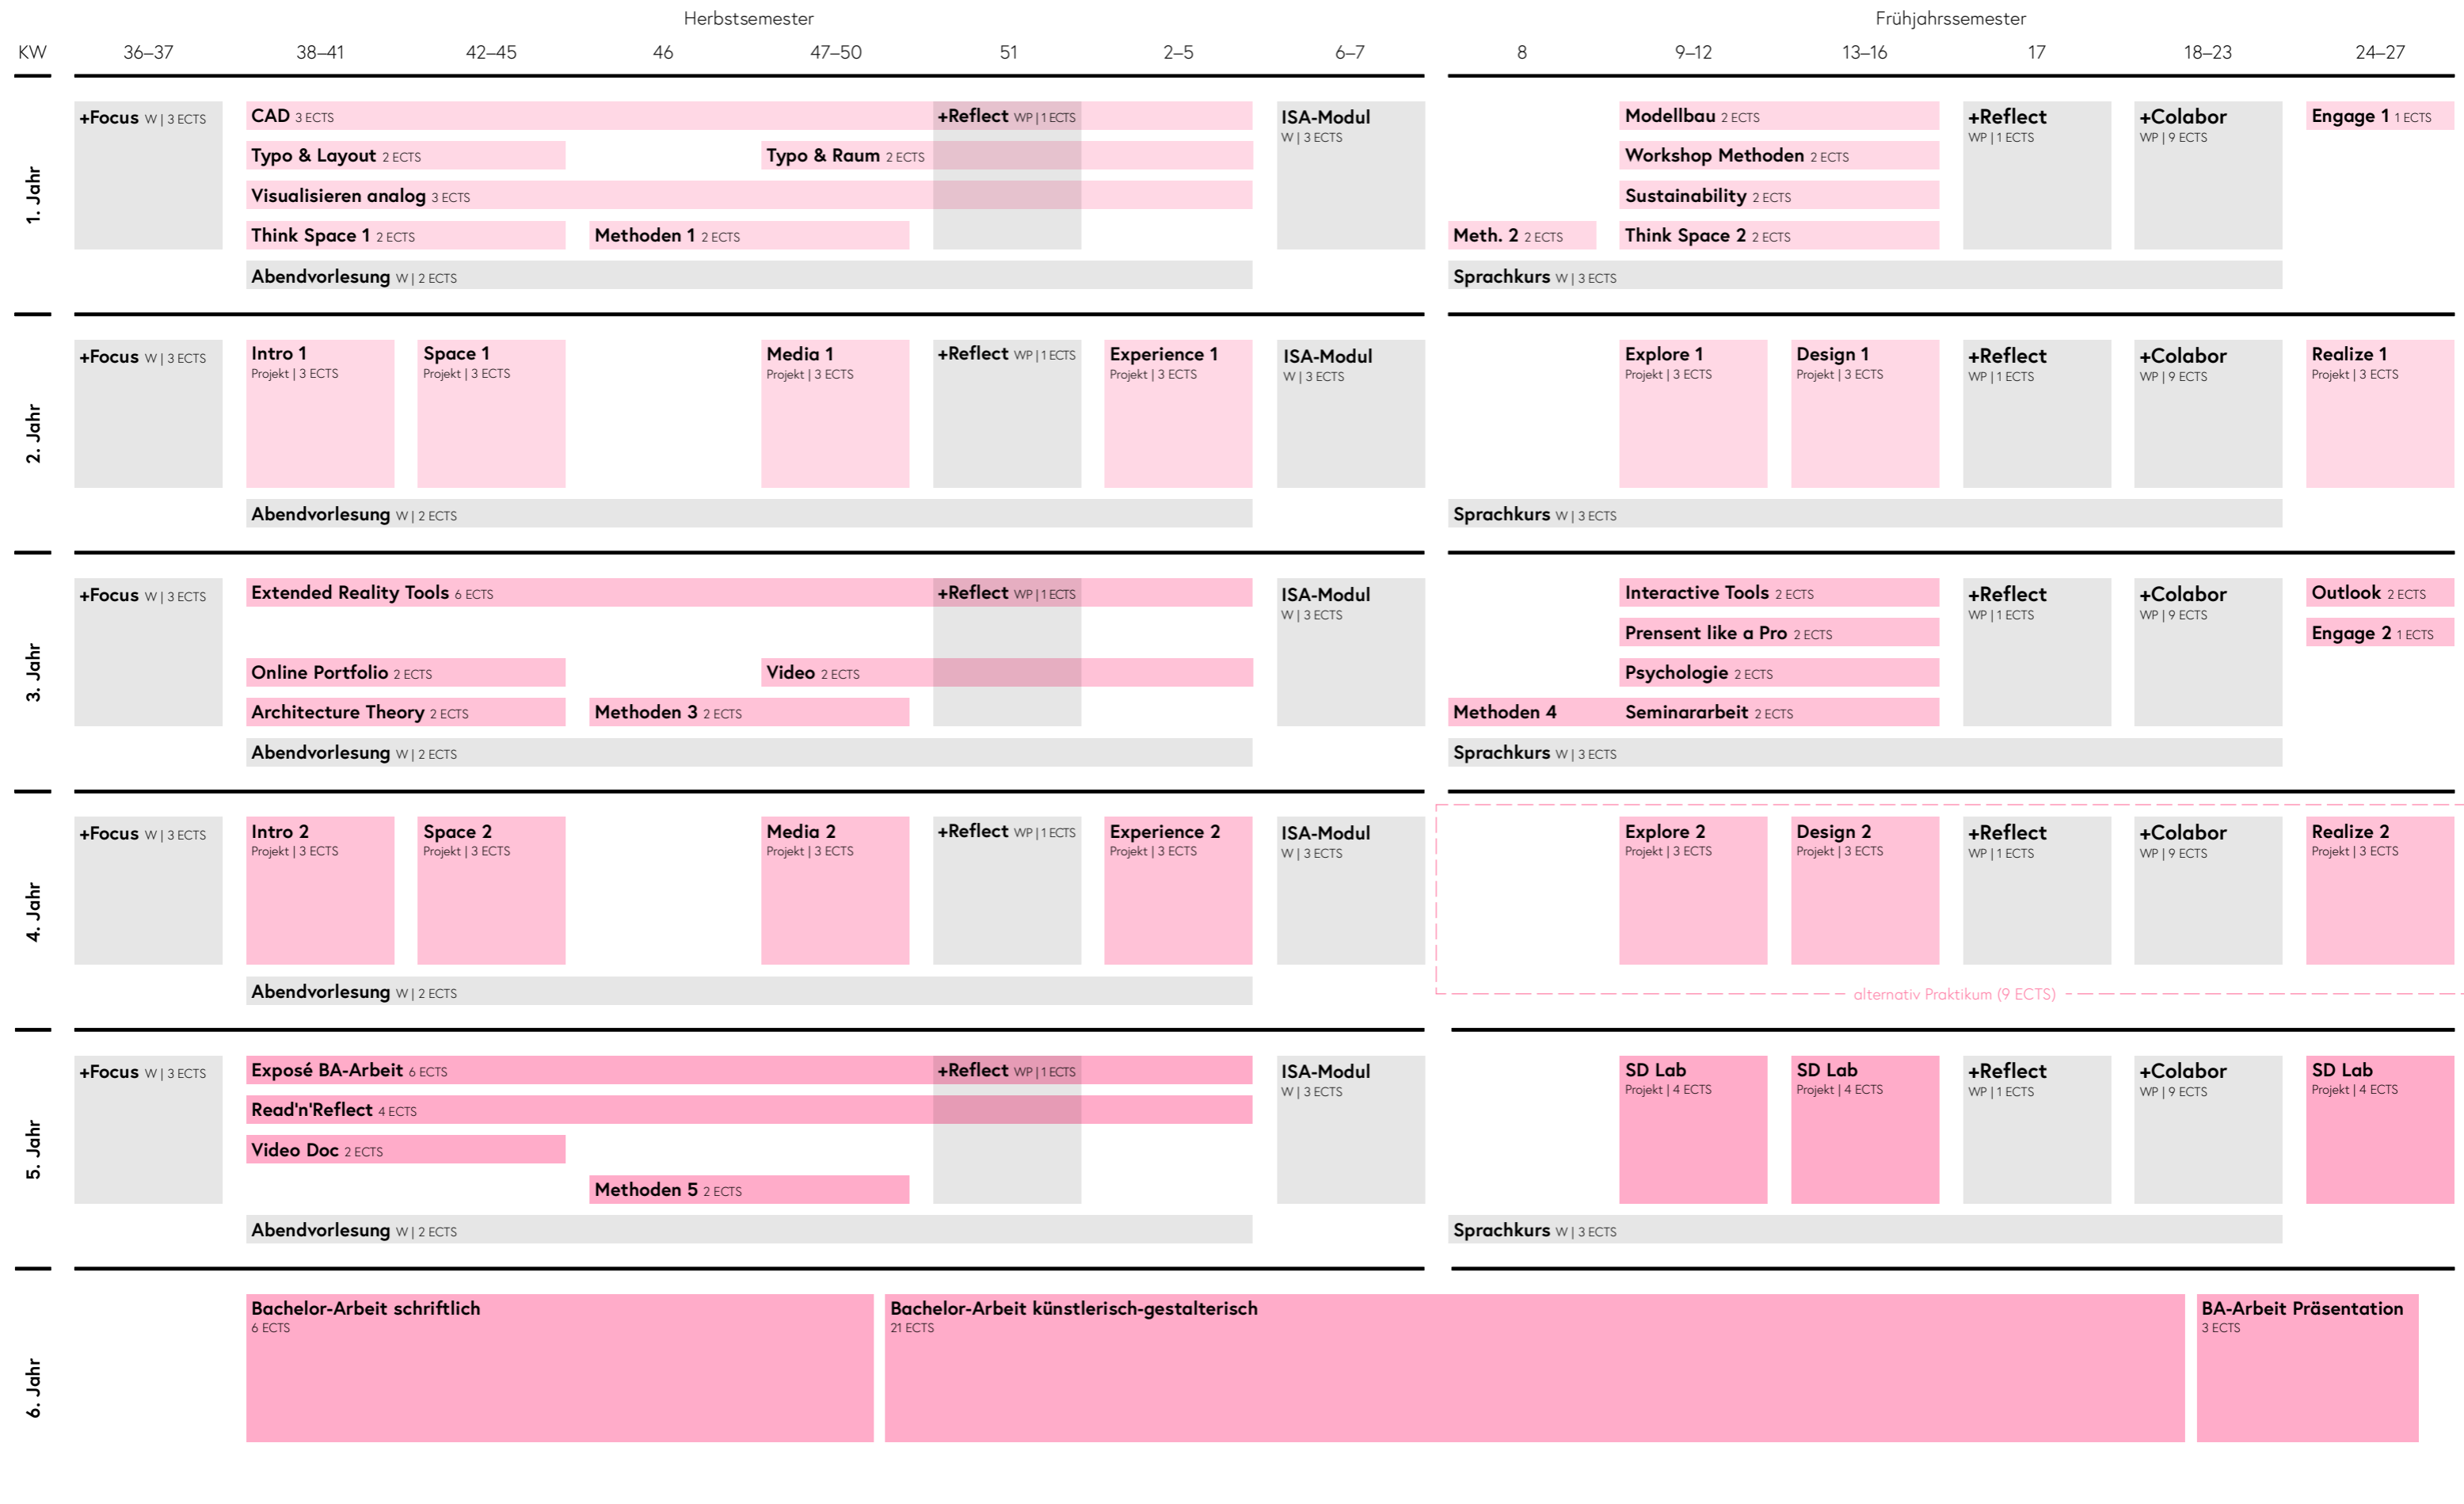 Herbstsemester Frühjahrssemester
KW 36–37 38–41 42–45 46 47–50 51 2–5 6–7 8 9–12 13–16 17 18–23 24–27
1. Jahr
+Focus W | 3 ECTS CAD 3 ECTS +Reflect WP | 1 ECTS ISA-Modul Modellbau 2 ECTS +Reflect +Colabor Engage 1 1 ECTS
W | 3 ECTS WP | 1 ECTS WP | 9 ECTS
Typo & Layout 2 ECTS Typo & Raum 2 ECTS Workshop Methoden 2 ECTS
Visualisieren analog 3 ECTS Sustainability 2 ECTS
Think Space 1 2 ECTS Methoden 1 2 ECTS Meth. 2 2 ECTS Think Space 2 2 ECTS
Abendvorlesung W | 2 ECTS Sprachkurs W | 3 ECTS
2. Jahr
+Focus W | 3 ECTS Intro 1 Space 1 Media 1 +Reflect WP | 1 ECTS Experience 1 ISA-Modul Explore 1 Design 1 +Reflect +Colabor Realize 1
Projekt | 3 ECTS Projekt | 3 ECTS Projekt | 3 ECTS Projekt | 3 ECTS W | 3 ECTS Projekt | 3 ECTS Projekt | 3 ECTS WP | 1 ECTS WP | 9 ECTS Projekt | 3 ECTS
Abendvorlesung W | 2 ECTS Sprachkurs W | 3 ECTS
3. Jahr
+Focus W | 3 ECTS Extended Reality Tools 6 ECTS +Reflect WP | 1 ECTS ISA-Modul Interactive Tools 2 ECTS +Reflect +Colabor Outlook 2 ECTS
W | 3 ECTS WP | 1 ECTS WP | 9 ECTS
Prensent like a Pro 2 ECTS Engage 2 1 ECTS
Online Portfolio 2 ECTS Video 2 ECTS Psychologie 2 ECTS
Architecture Theory 2 ECTS Methoden 3 2 ECTS Methoden 4 Seminararbeit 2 ECTS
Abendvorlesung W | 2 ECTS Sprachkurs W | 3 ECTS
4. Jahr
+Focus W | 3 ECTS Intro 2 Space 2 Media 2 +Reflect WP | 1 ECTS Experience 2 ISA-Modul Explore 2 Design 2 +Reflect +Colabor Realize 2
Projekt | 3 ECTS Projekt | 3 ECTS Projekt | 3 ECTS Projekt | 3 ECTS W | 3 ECTS Projekt | 3 ECTS Projekt | 3 ECTS WP | 1 ECTS WP | 9 ECTS Projekt | 3 ECTS
Abendvorlesung W | 2 ECTS alternativ Praktikum (9 ECTS)
5. Jahr
+Focus W | 3 ECTS Exposé BA-Arbeit 6 ECTS +Reflect WP | 1 ECTS ISA-Modul SD Lab SD Lab +Reflect +Colabor SD Lab
W | 3 ECTS Projekt | 4 ECTS Projekt | 4 ECTS WP | 1 ECTS WP | 9 ECTS Projekt | 4 ECTS
Read'n'Reflect 4 ECTS
Video Doc 2 ECTS
Methoden 5 2 ECTS
Abendvorlesung W | 2 ECTS Sprachkurs W | 3 ECTS
6. Jahr
Bachelor-Arbeit schriftlich Bachelor-Arbeit künstlerisch-gestalterisch BA-Arbeit Präsentation
6 ECTS 21 ECTS 3 ECTS